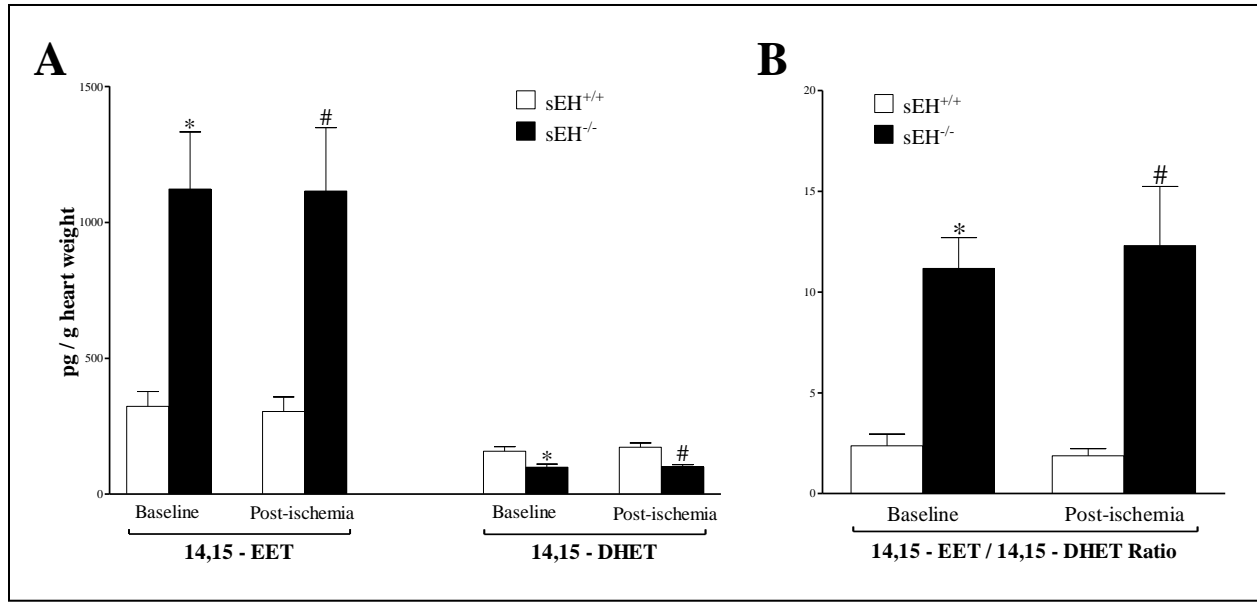 A
1500
1000
500
0
pg / g heart weight
sEH+/+
sEH-/-
*
#
*
#
Baseline
Post-ischemia
Baseline
Post-ischemia
14,15 - EET
14,15 - DHET
B
20
15
10
5
0
sEH+/+
sEH-/-
*
#
Baseline
Post-ischemia
14,15 - EET / 14,15 - DHET Ratio